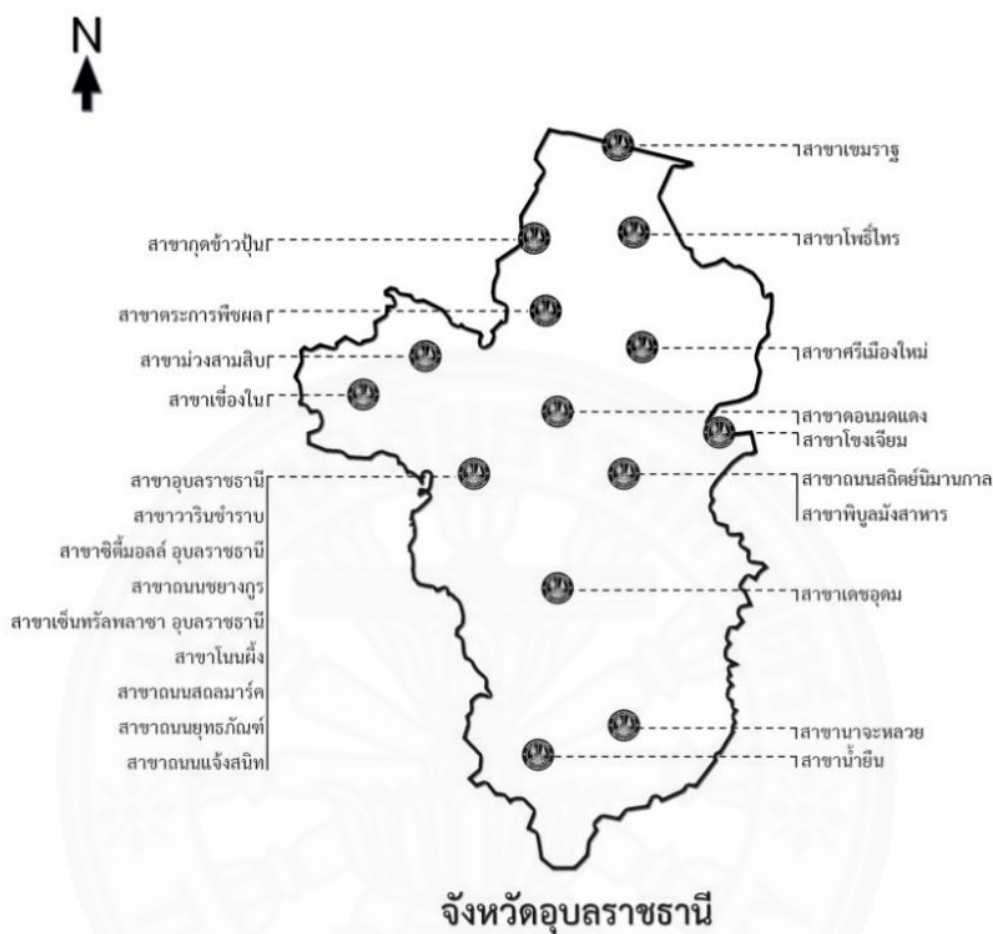 N
สาขาเขมราฐ
สาขากุดข้าวปุ้น
สาขาโพธิ์ไทร
สาขาตระการพืชผล
สาขาม่วงสามสิบ
สาขาศรีเมืองใหม่
สาขาเขื่องใน
สาขาดอนมดแดง
สาขาโขงเจียม
สาขาอุบลราชธานี
สาขาถนนสถิตย์นิมานกาล
สาขาวารินชำราบ
สาขาพิบูลมังสาหาร
สาขาซิตี้มอลล์ อุบลราชธานี
สาขาถนนชยางกูร
สาขาเดชอุดม
สาขาเซ็นทรัลพลาซา อุบลราชธานี
สาขาโนนผึ้ง
สาขาถนนสถลมาร์ค
สาขาถนนยุทธภัณฑ์
สาขานาจะหลวย
สาขาถนนแจ้งสนิท
สาขาน้ำยืน
จังหวัดอุบลราชธานี